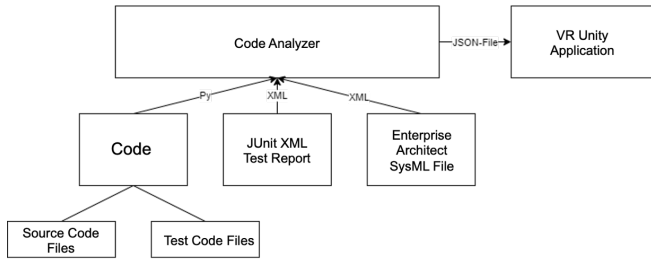 Code Analyzer
JSON-File
VR Unity
Application
Py
XML
XML
Code
JUnit XML
Test Report
Enterprise
Architect
SysML File
Source Code
Files
Test Code Files